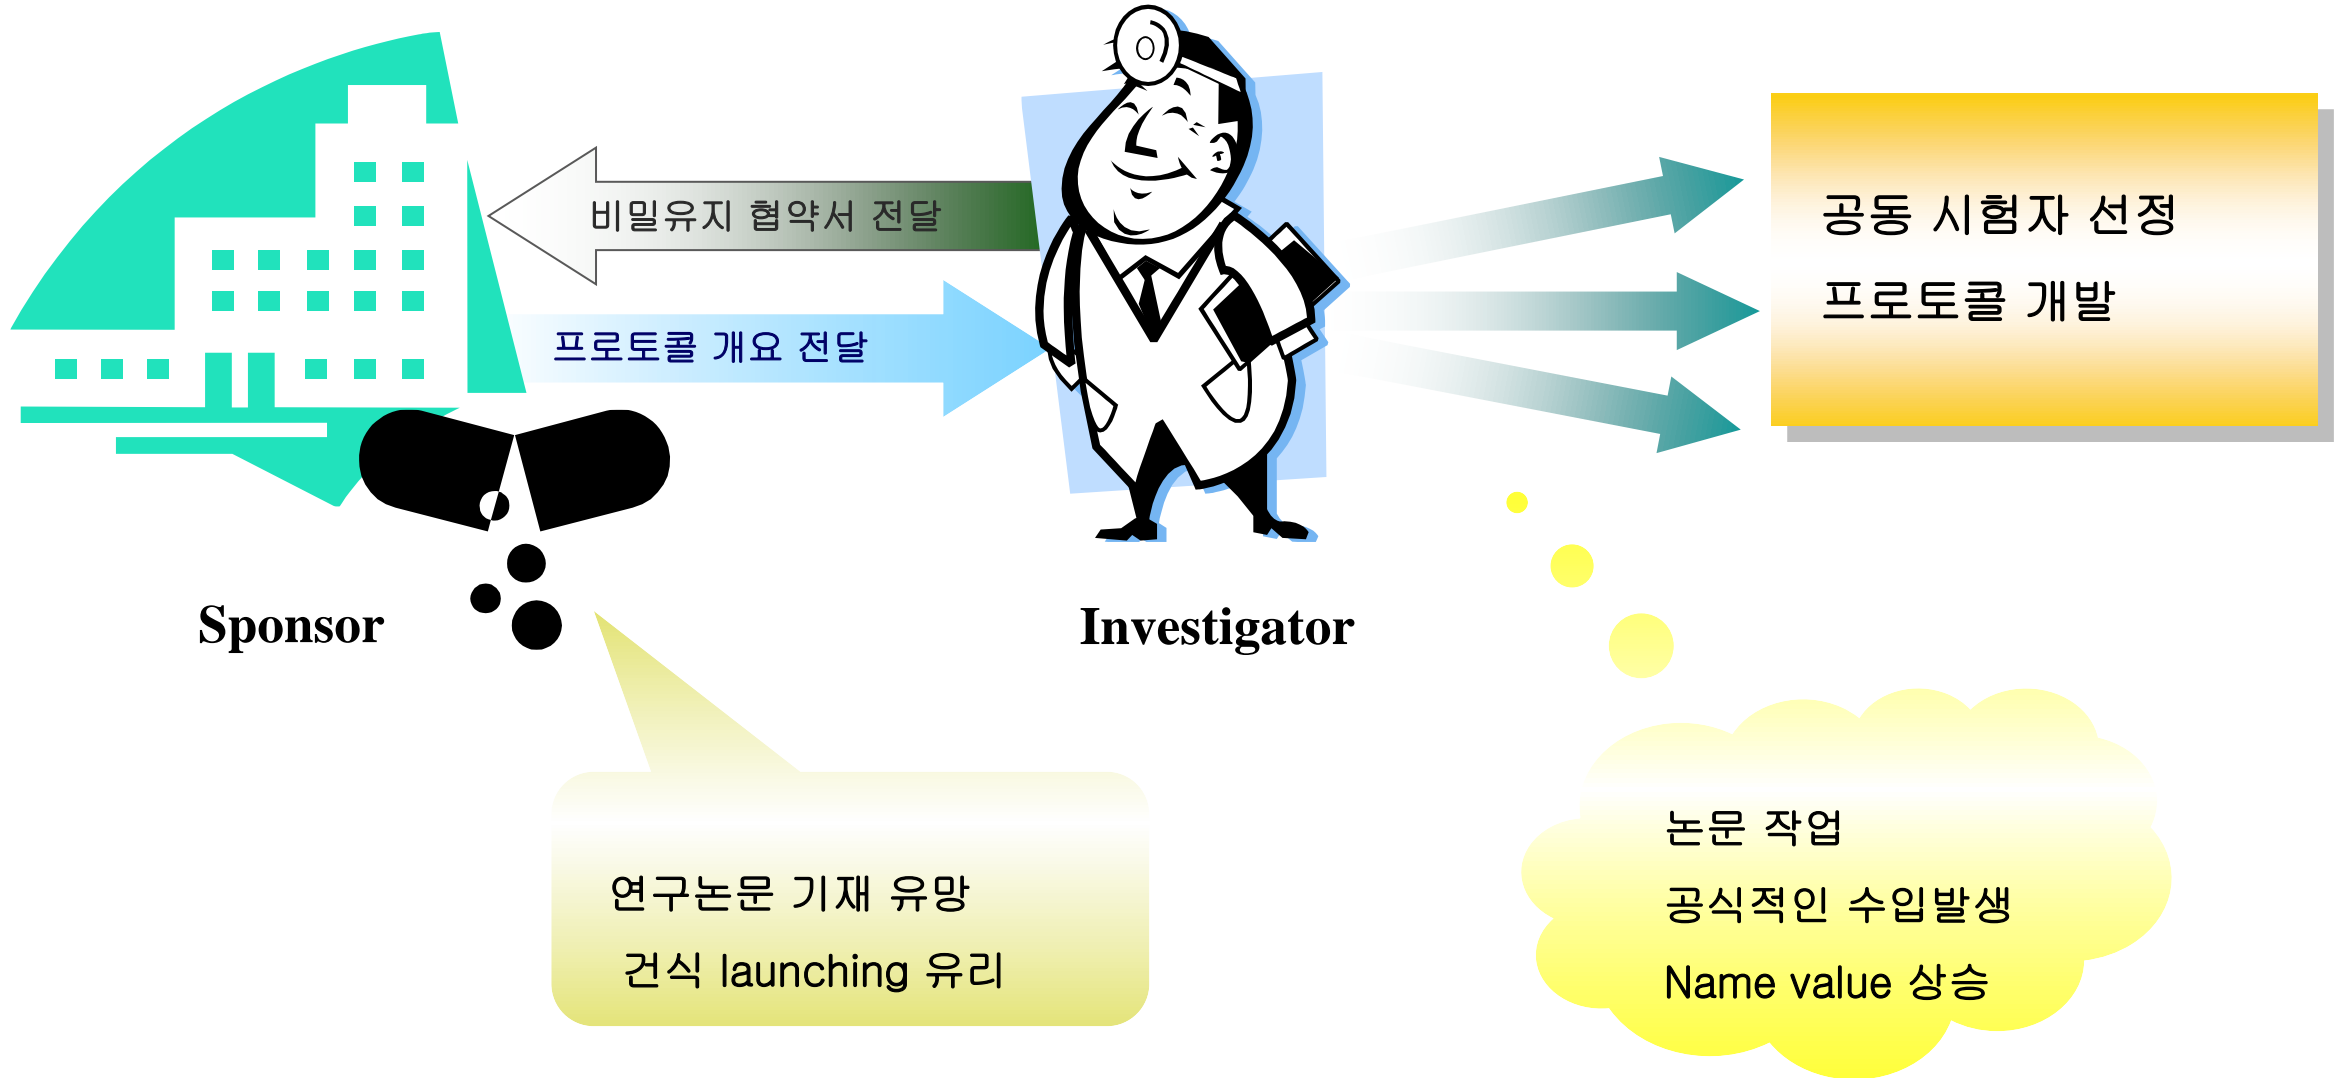 비밀유지 협약서 전달
프로토콜 개요 전달
공동 시험자 선정
프로토콜 개발
Sponsor
Investigator
연구논문 기재 유망
건식 launching 유리
논문 작업
공식적인 수입발생
Name value 상승